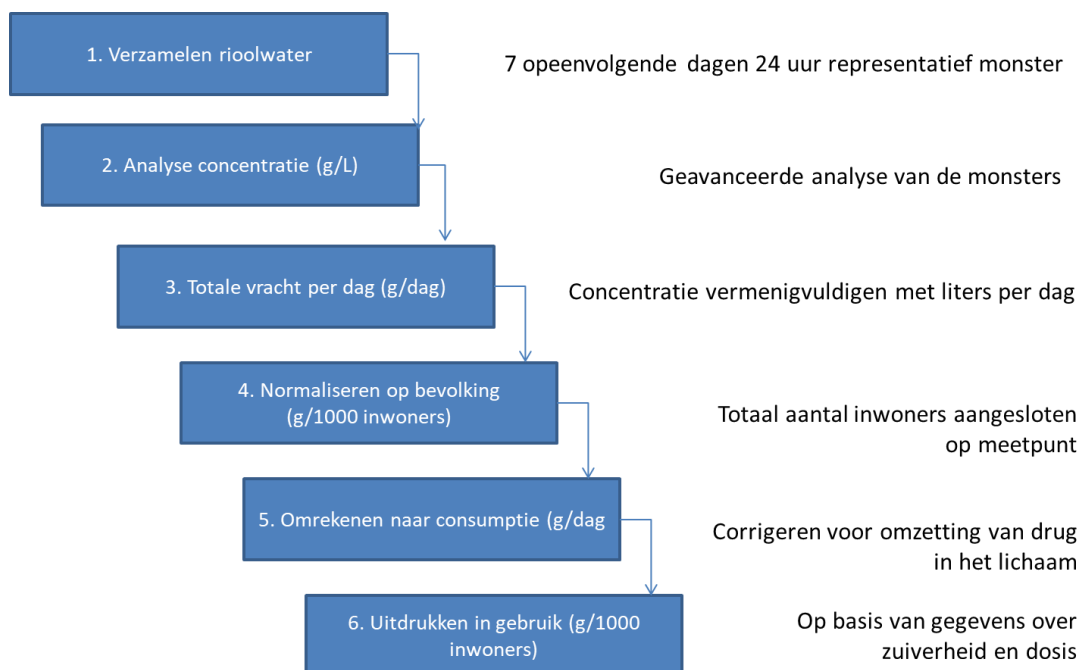 1. Verzamelen rioolwater
7 opeenvolgende dagen 24 uur representatief monster
2. Analyse concentratie (g/L)
Geavanceerde analyse van de monsters
3. Totale vracht per dag (g/dag)
Concentratie vermenigvuldigen met liters per dag
4. Normaliseren op bevolking
(g/1000 inwoners)
Totaal aantal inwoners aangesloten
op meetpunt
5. Omrekenen naar consumptie (g/dag
Corrigeren voor omzetting van drug
in het lichaam
6. Uitdrukken in gebruik (g/1000
inwoners)
Op basis van gegevens over
zuiverheid en dosis